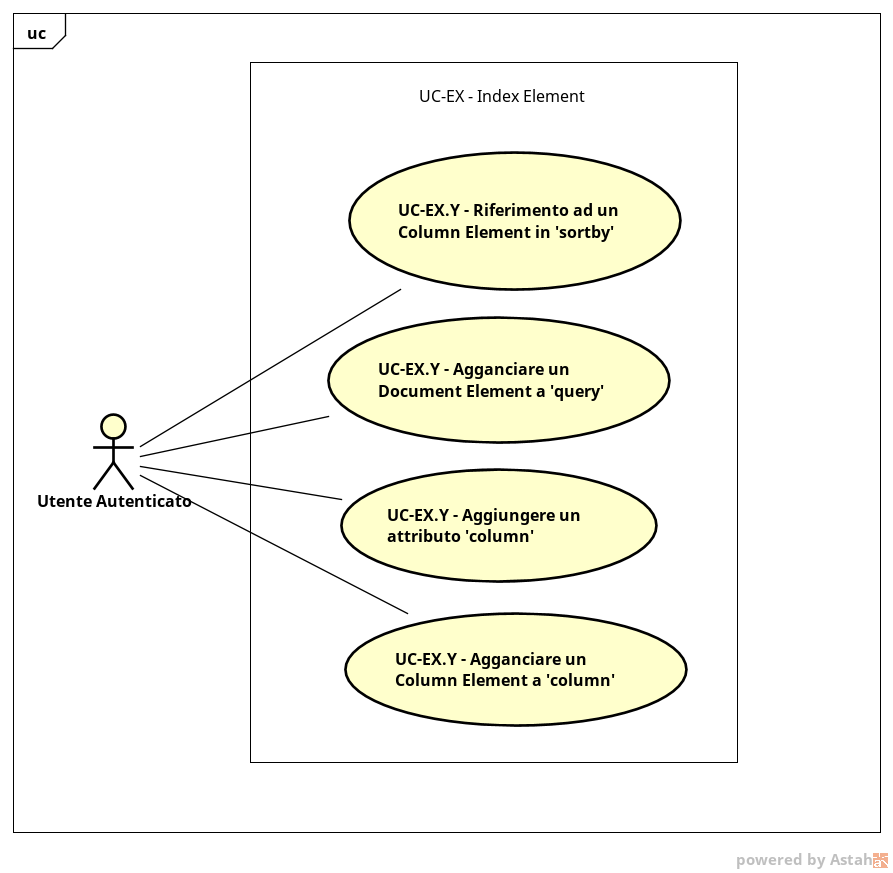 uc
UC-EX - Index Element
UC-EX.Y - Riferimento ad un
Column Element in 'sortby'
UC-EX.Y - Agganciare un
Document Element a 'query'
Utente Autenticato
UC-EX.Y - Aggiungere un
attributo 'column'
UC-EX.Y - Agganciare un
Column Element a 'column'
powered by Astah